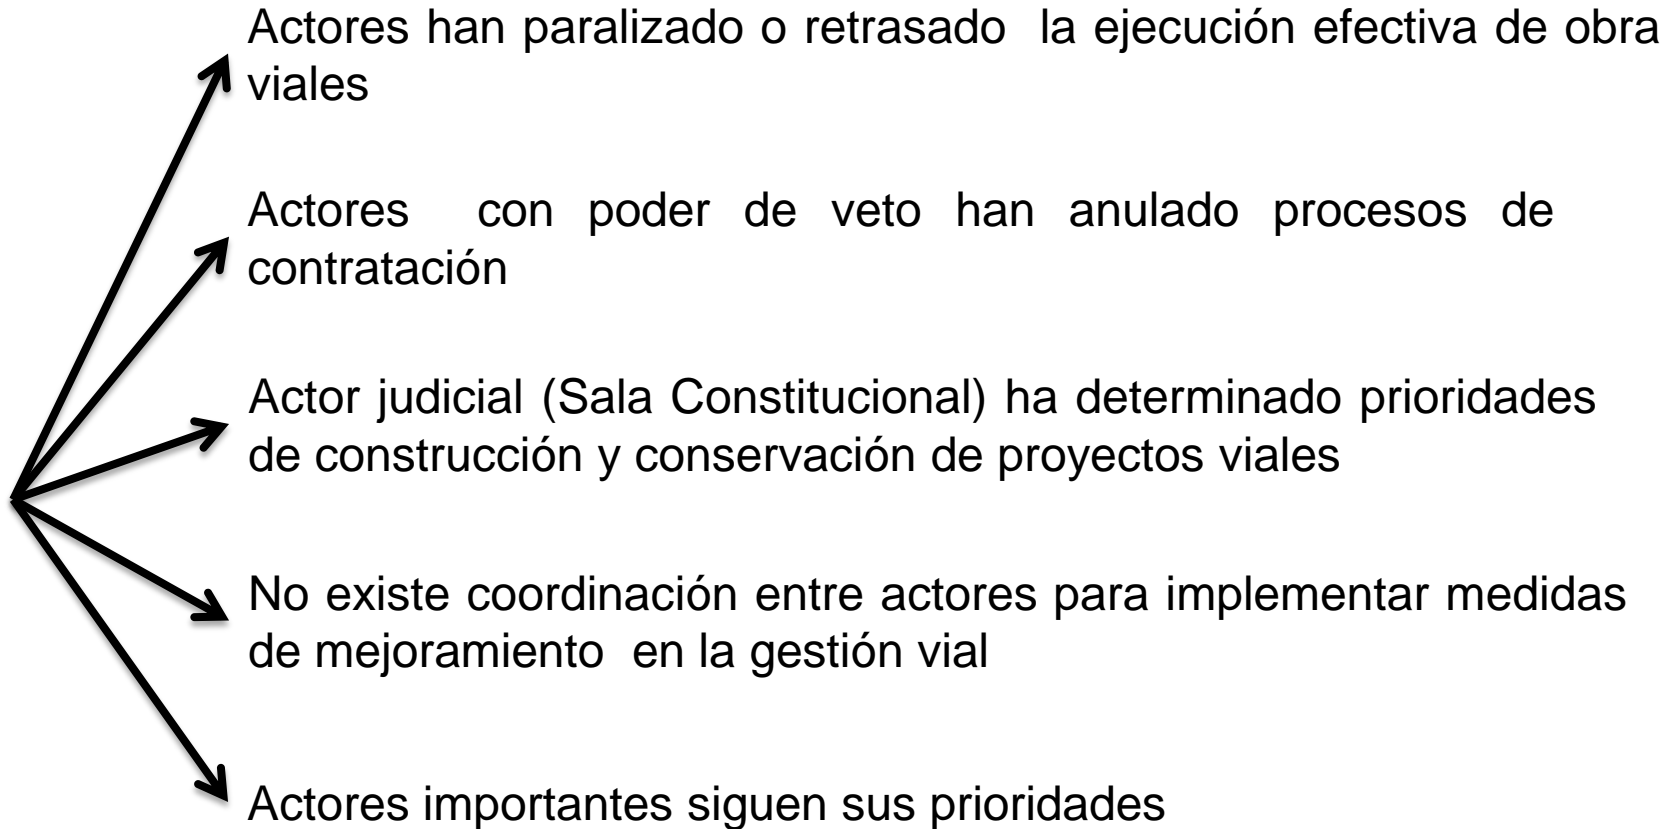 Actores han paralizado o retrasado la ejecución efectiva de obra
viales
Actores con poder de veto han anulado procesos de
contratación
Actor judicial (Sala Constitucional) ha determinado prioridades
de construcción y conservación de proyectos viales
No existe coordinación entre actores para implementar medidas
de mejoramiento en la gestión vial
Actores importantes siguen sus prioridades